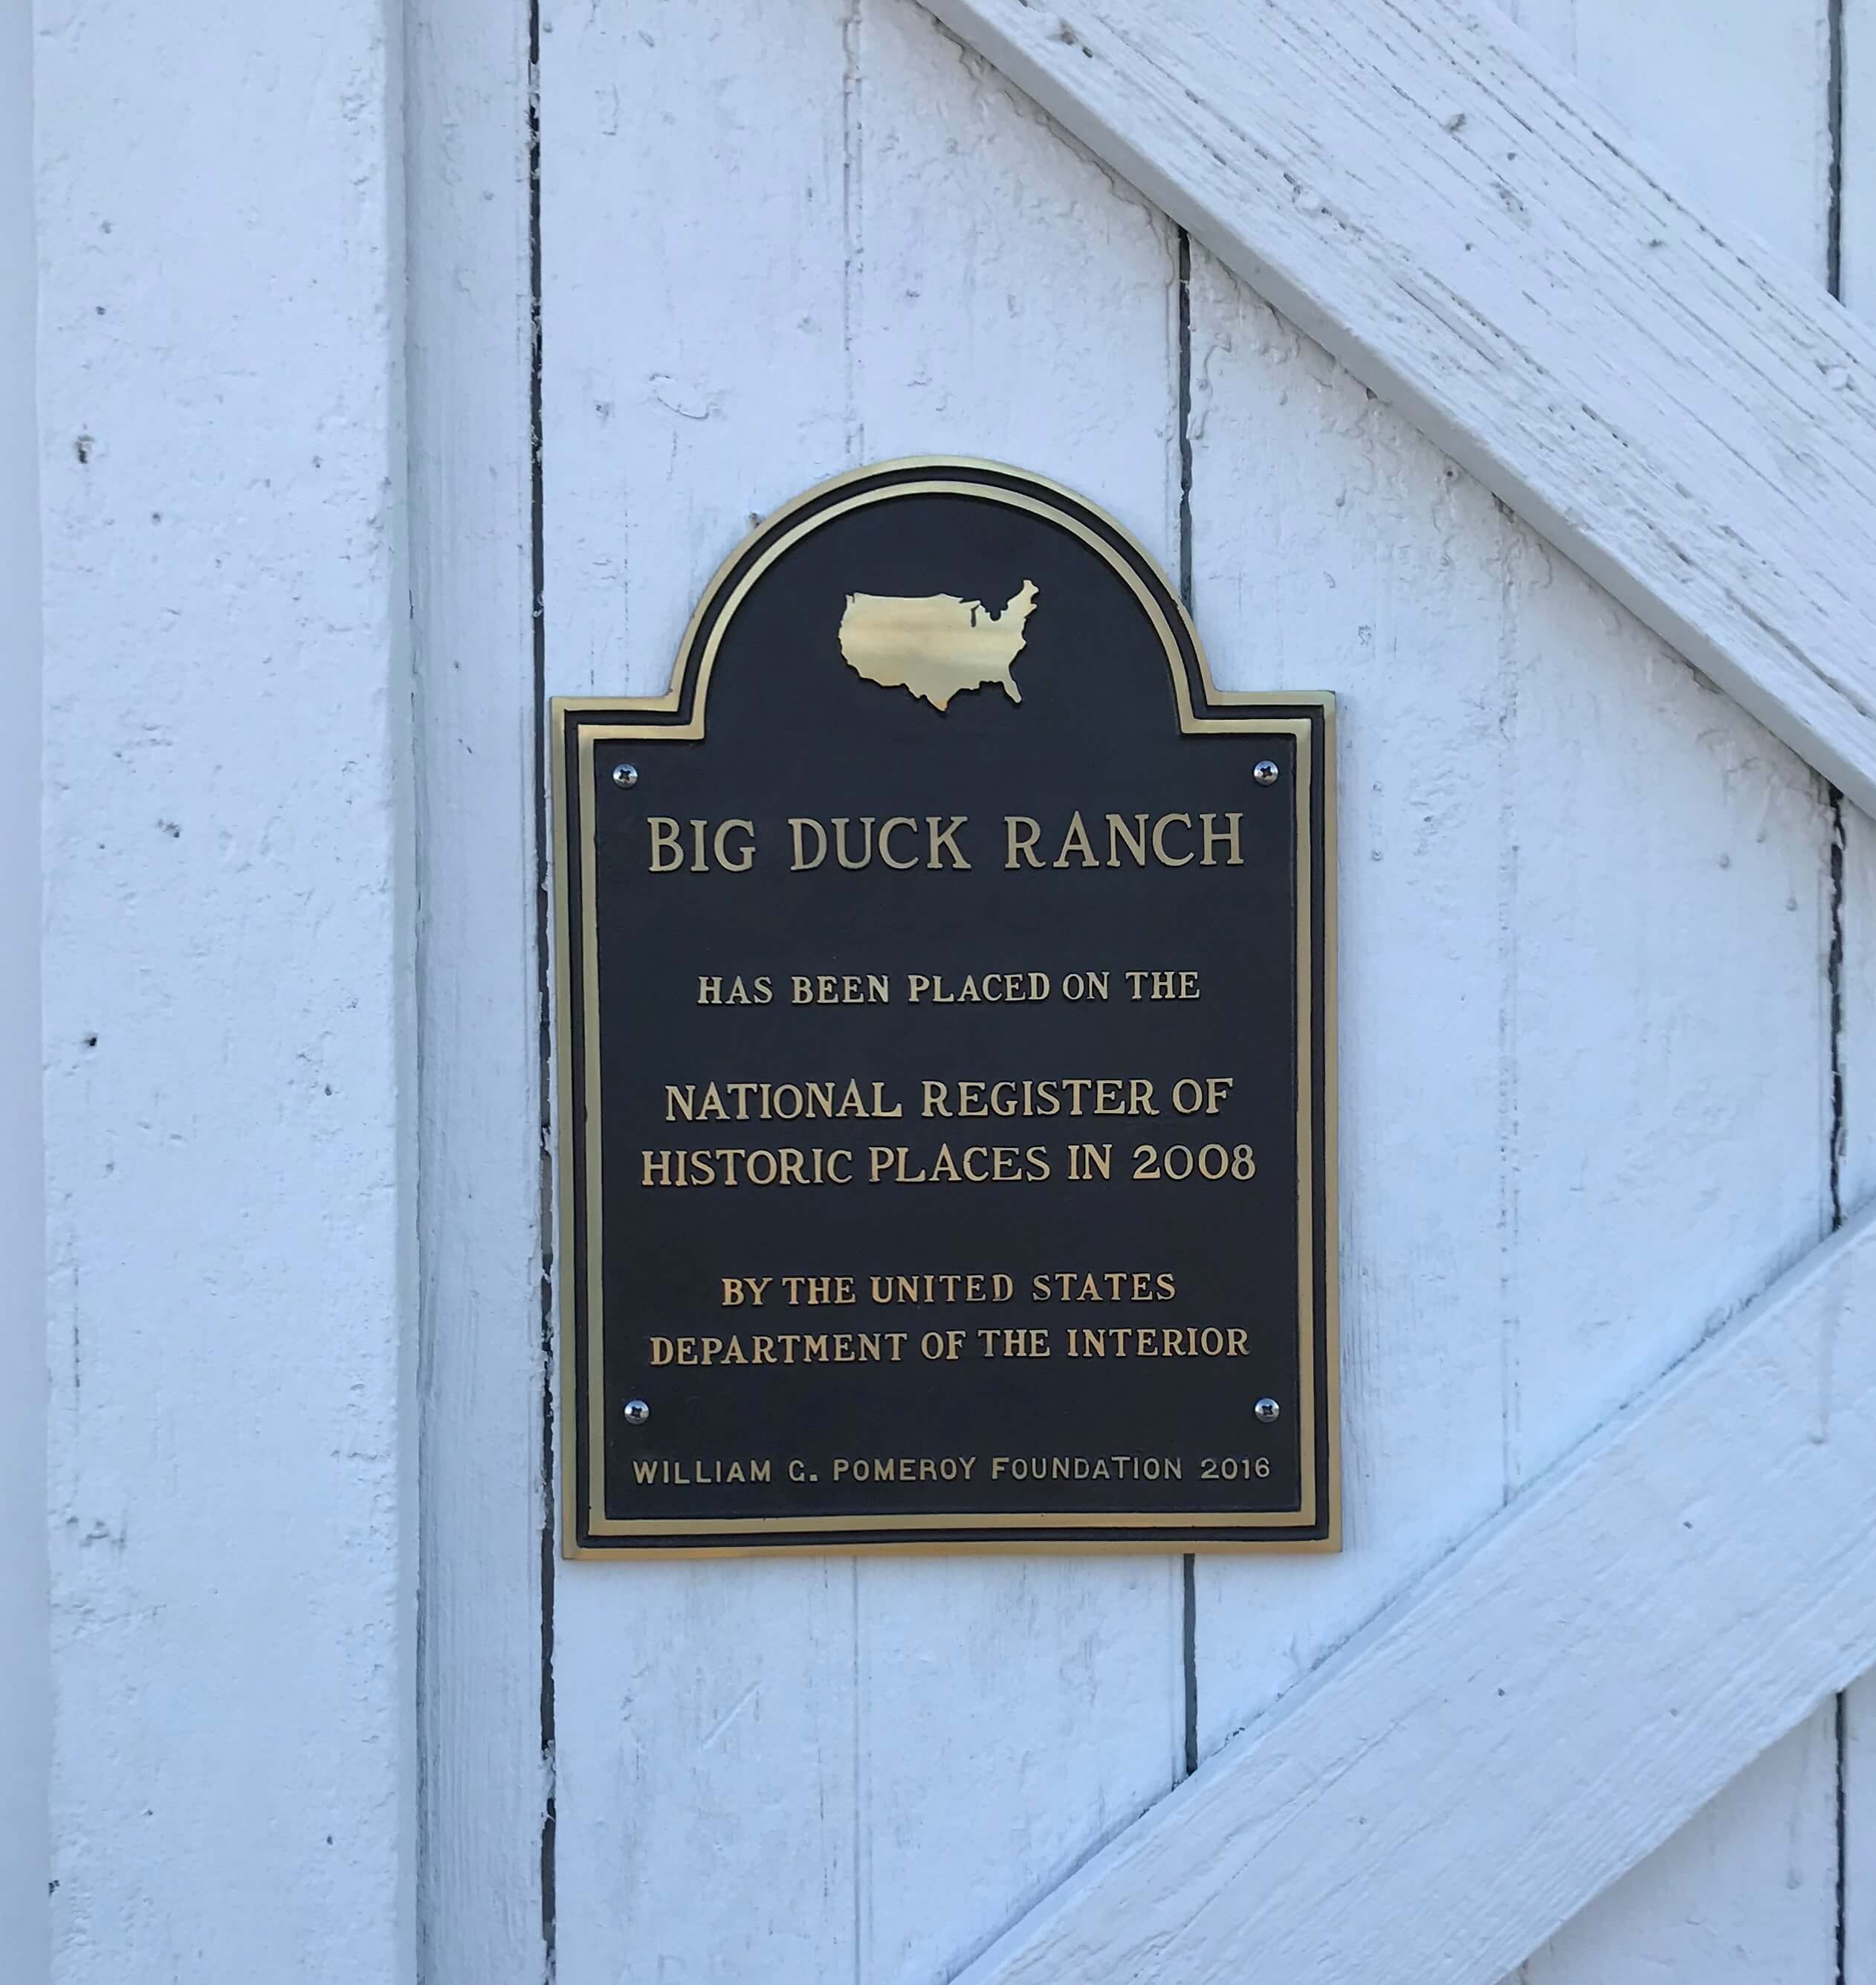 BIG DUCK RANCH
HAS BEEN PLACED ON THE
NATIONAL REGISTER OF
HISTORIC PLACES IN 2008
BY THE UNITED STATES
DEPARTMENT OF THE INTERIOR
WILLIAM G. POMEROY FOUNDATION 2016